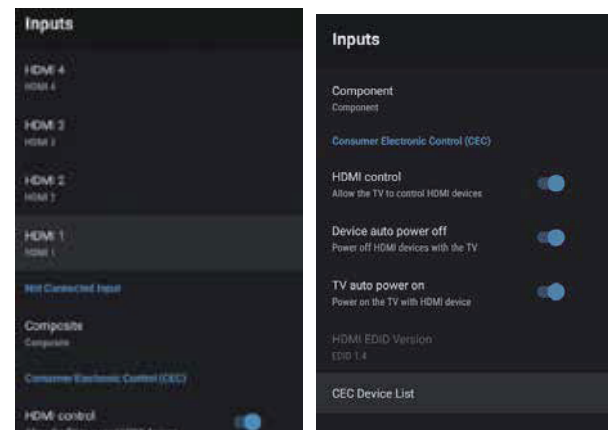 Inputs
HDMI 4
HDMI 4
HDMI 3
HDMI 3
HDMI 2
HDMI 2
HDMI 1
HDMI 1
Not Connected Input
Composite
Composite
Consumer Electronic Control (CEC)
HDMI control
Inputs
Component
Component
Consumer Electronic Control (CEC)
HDMI control
Allow the TV to control HDMI devices
Device auto power off
Power off HDMI devices with the TV
TV auto power on
Power on the TV with HDMI device
HDMI EDID Version
EDID 1.4
CEC Device List